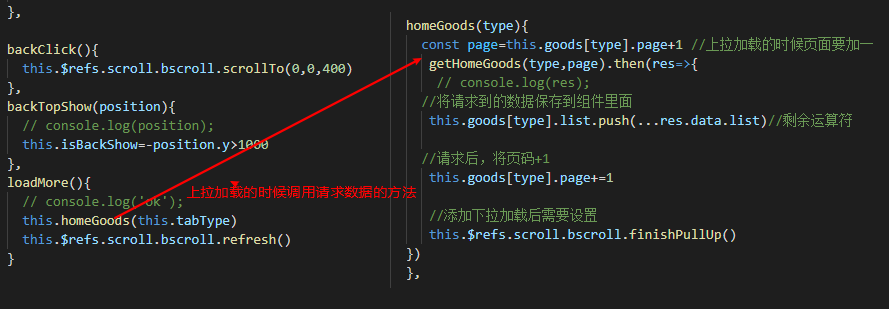 },
backClick(){
this.$refs.scroll.bscroll.scrollTo(0,0,400)
},
backTopShow(position){
// console.log(position);
this.isBackShow=-position.y>1000
},
loadMore(){
// console.log('ok');
this.homeGoods(this.tabType)
this.$refs.scroll.bscroll.refresh()
}
上拉加载的时候调用请求数据的方法
homeGoods(type){
const page=this.goods[type].page+1 //上拉加载的时候页面要加一
getHomeGoods(type,page).then(res=>{
// console.log(res);
//将请求到的数据保存到组件里面
this.goods[type].list.push(...res.data.list)//剩余运算符
//请求后，将页码+1
this.goods[type].page+=1
//添加下拉加载后需要设置
this.$refs.scroll.bscroll.finishPullUp()
})
},